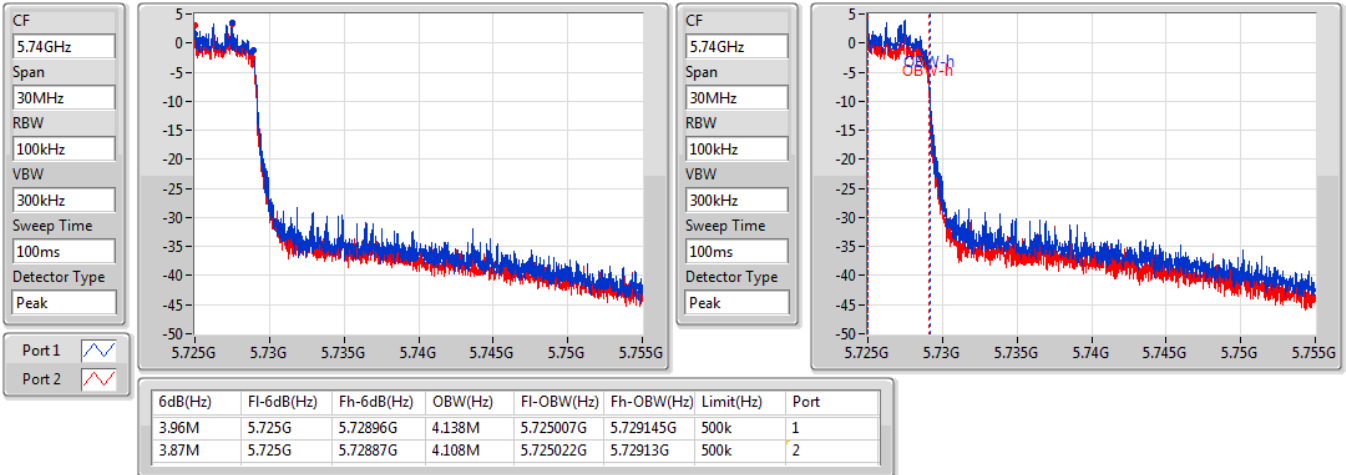 CF
5.74GHz
Span
30MHz
RBW
100kHz
VBW
300kHz
Sweep Time
100ms
Detector Type
Peak
Port 1
Port 2
5
0
-5
-10
-15
-20
-25
-30
-35
-40
-45
-50
5.725G 5.73G 5.735G 5.74G 5.745G 5.75G 5.755G
CF
5.74GHz
Span
30MHz
RBW
100kHz
VBW
300kHz
Sweep Time
100ms
Detector Type
Peak
5
0
-5
-10
-15
-20
-25
-30
-35
-40
-45
-50
OBW-h
OBW-h
5.725G 5.73G 5.735G 5.74G 5.745G 5.75G 5.755G
6dB(Hz) Fl-6dB(Hz) Fh-6dB(Hz) OBW(Hz) Fl-OBW(Hz) Fh-OBW(Hz) Limit(Hz) Port
3.96M 5.725G 5.72896G 4.138M 5.725007G 5.729145G 500k 1
3.87M 5.725G 5.72887G 4.108M 5.725022G 5.72913G 500k 2